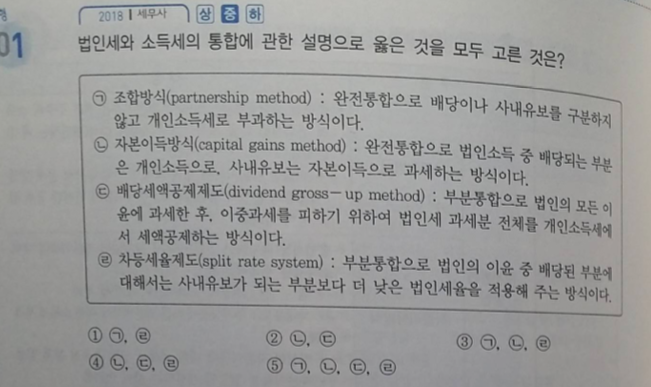 형
01
2018 | 세무사 상 중 하
법인세와 소득세의 통합에 관한 설명으로 옳은 것을 모두 고른 것은?
㉠ 조합방식(partnership method) : 완전통합으로 배당이나 사내유보를 구분하지
않고 개인소득세로 부과하는 방식이다.
㉡ 자본이득방식(capital gains method) : 완전통합으로 법인소득 중 배당되는 부분
은 개인소득으로, 사내유보는 자본이득으로 과세하는 방식이다.
㉢ 배당세액공제제도(dividend gross-up method) : 부분통합으로 법인의 모든 이
윤에 과세한 후, 이중과세를 피하기 위하여 법인세 과세분 전체를 개인소득세에
서 세액공제하는 방식이다.
㉣ 차등세율제도(split rate system) : 부분통합으로 법인의 이윤 중 배당된 부분에
대해서는 사내유보가 되는 부분보다 더 낮은 법인세율을 적용해 주는 방식이다.
① ㉠, ㉣ ② ㉡, ㉢ ③ ㉠, ㉡, ㉣
④ ㉡, ㉢, ㉣ ⑤ ㉠, ㉡, ㉢, ㉣